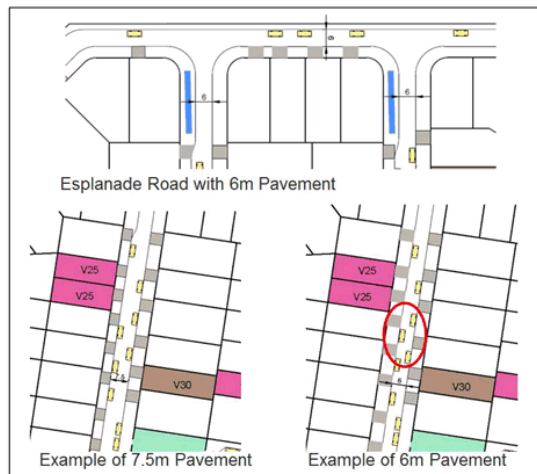 6
6
6
Esplanade Road with 6m Pavement
V25
V25
V30
7.5
Example of 7.5m Pavement
V25
V25
V30
6
Example of 6m Pavement